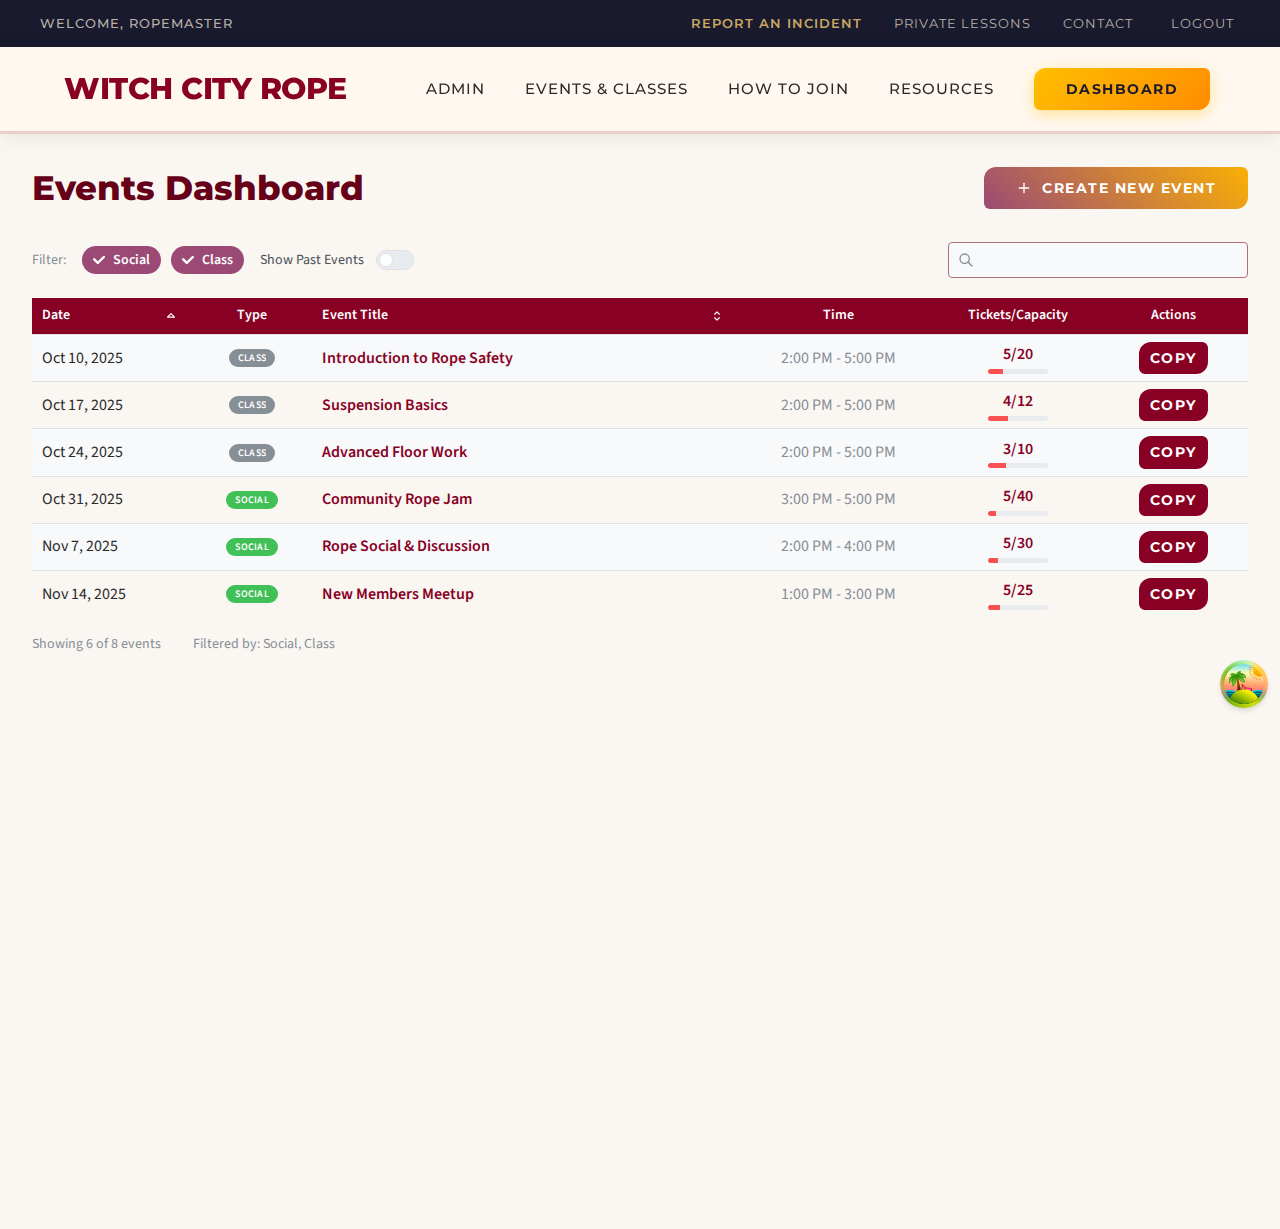 WELCOME, ROPEMASTER
REPORT AN INCIDENT PRIVATE LESSONS CONTACT LOGOUT
WITCH CITY ROPE ADMIN EVENTS & CLASSES HOW TO JOIN RESOURCES DASHBOARD
Events Dashboard
+ CREATE NEW EVENT
Filter: Social Class Show Past Events
Date Type Event Title Time Tickets/Capacity Actions
Oct 10, 2025 CLASS Introduction to Rope Safety 2:00 PM - 5:00 PM 5/20 COPY
Oct 17, 2025 CLASS Suspension Basics 2:00 PM - 5:00 PM 4/12 COPY
Oct 24, 2025 CLASS Advanced Floor Work 2:00 PM - 5:00 PM 3/10 COPY
Oct 31, 2025 SOCIAL Community Rope Jam 3:00 PM - 5:00 PM 5/40 COPY
Nov 7, 2025 SOCIAL Rope Social & Discussion 2:00 PM - 4:00 PM 5/30 COPY
Nov 14, 2025 SOCIAL New Members Meetup 1:00 PM - 3:00 PM 5/25 COPY
Showing 6 of 8 events Filtered by: Social, Class